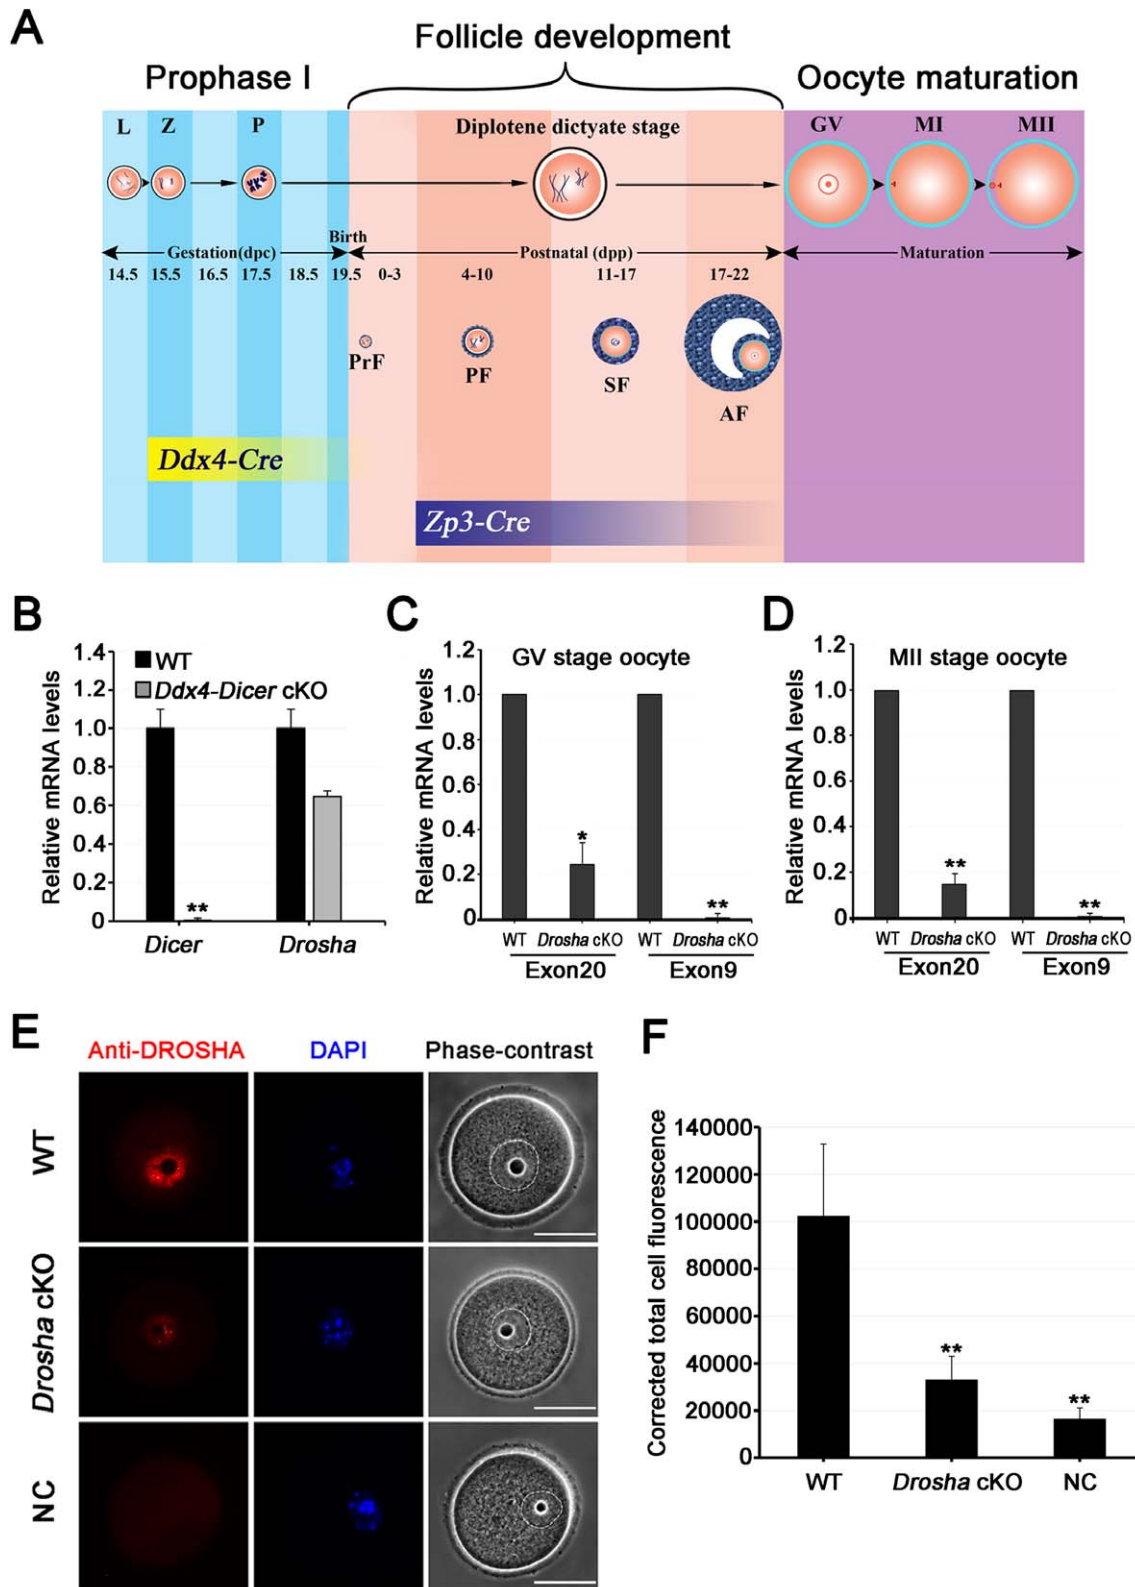 A
Follicle development
Prophase I
Oocyte maturation
L Z P Diplotene dictyate stage GV MI MII
Birth
Gestation(dpc) Postnatal (dpp) Maturation
14.5 15.5 16.5 17.5 18.5 19.5 0-3 4-10 11-17 17-22
PrF PF SF AF
Ddx4-Cre
Zp3-Cre
B
Relative mRNA levels
1.4
1.2
1.0
0.8
0.6
0.4
0.2
0
WT
Ddx4-Dicer cKO
**
Dicer Drosha
C
GV stage oocyte
Relative mRNA levels
1.2
1.0
0.8
0.6
0.4
0.2
0
*
**
WT Drosha cKO WT Drosha cKO
Exon20 Exon9
D
MII stage oocyte
Relative mRNA levels
1.2
1.0
0.8
0.6
0.4
0.2
0
**
**
WT Drosha cKO WT Drosha cKO
Exon20 Exon9
E
Anti-DROSHA DAPI Phase-contrast
WT
Drosha cKO
NC
F
Corrected total cell fluorescence
140000
120000
100000
80000
60000
40000
20000
0
**
**
WT Drosha cKO NC